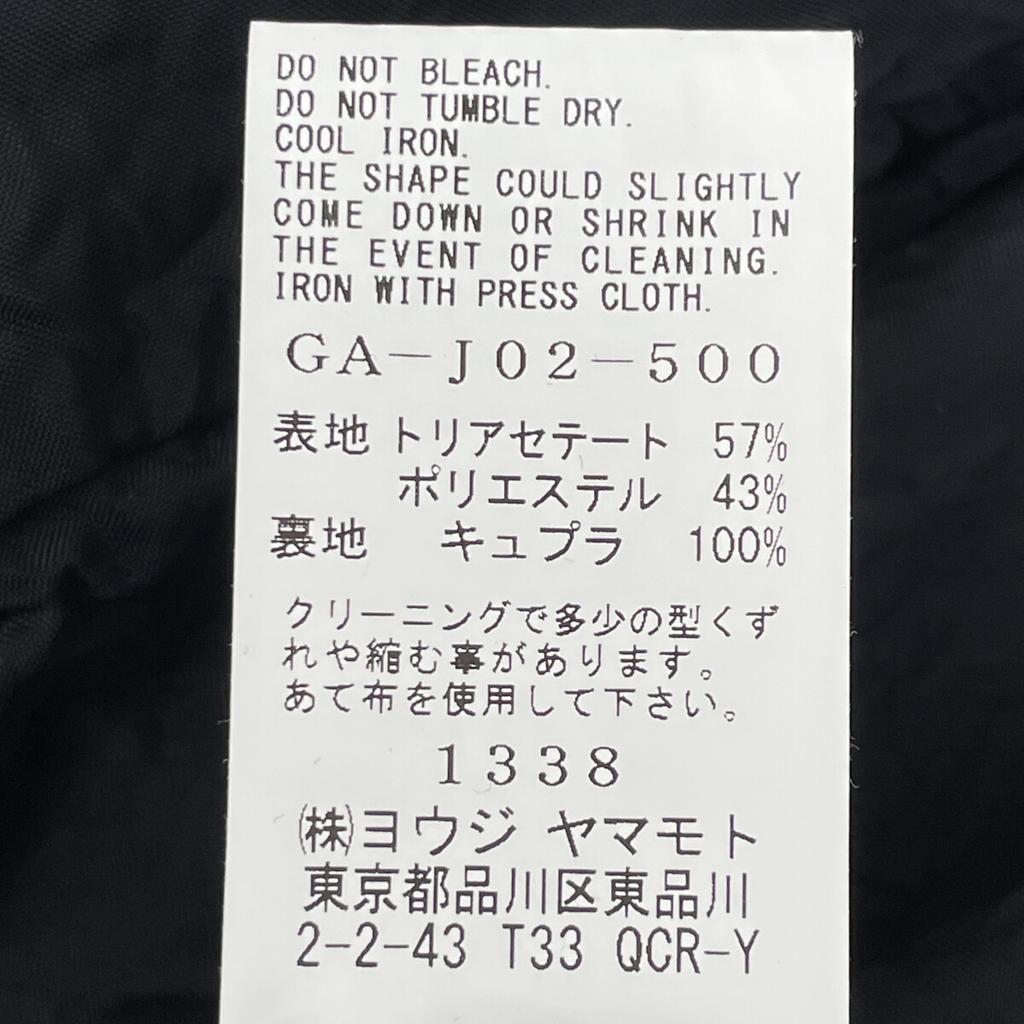 DO NOT BLEACH.
DO NOT TUMBLE DRY.
COOL IRON.
THE SHAPE COULD SLIGHTLY
COME DOWN OR SHRINK IN
THE EVENT OF CLEANING.
IRON WITH PRESS CLOTH.
GA－J02－500
表地 トリアセテート 57%
ポリエステル 43%
裏地 キュプラ 100%
クリーニングで多少の型くず
れや縮む事があります。
あて布を使用して下さい。
1338
㈱ヨウジ ヤマモト
東京都品川区東品川
2-2-43 T33 QCR-Y